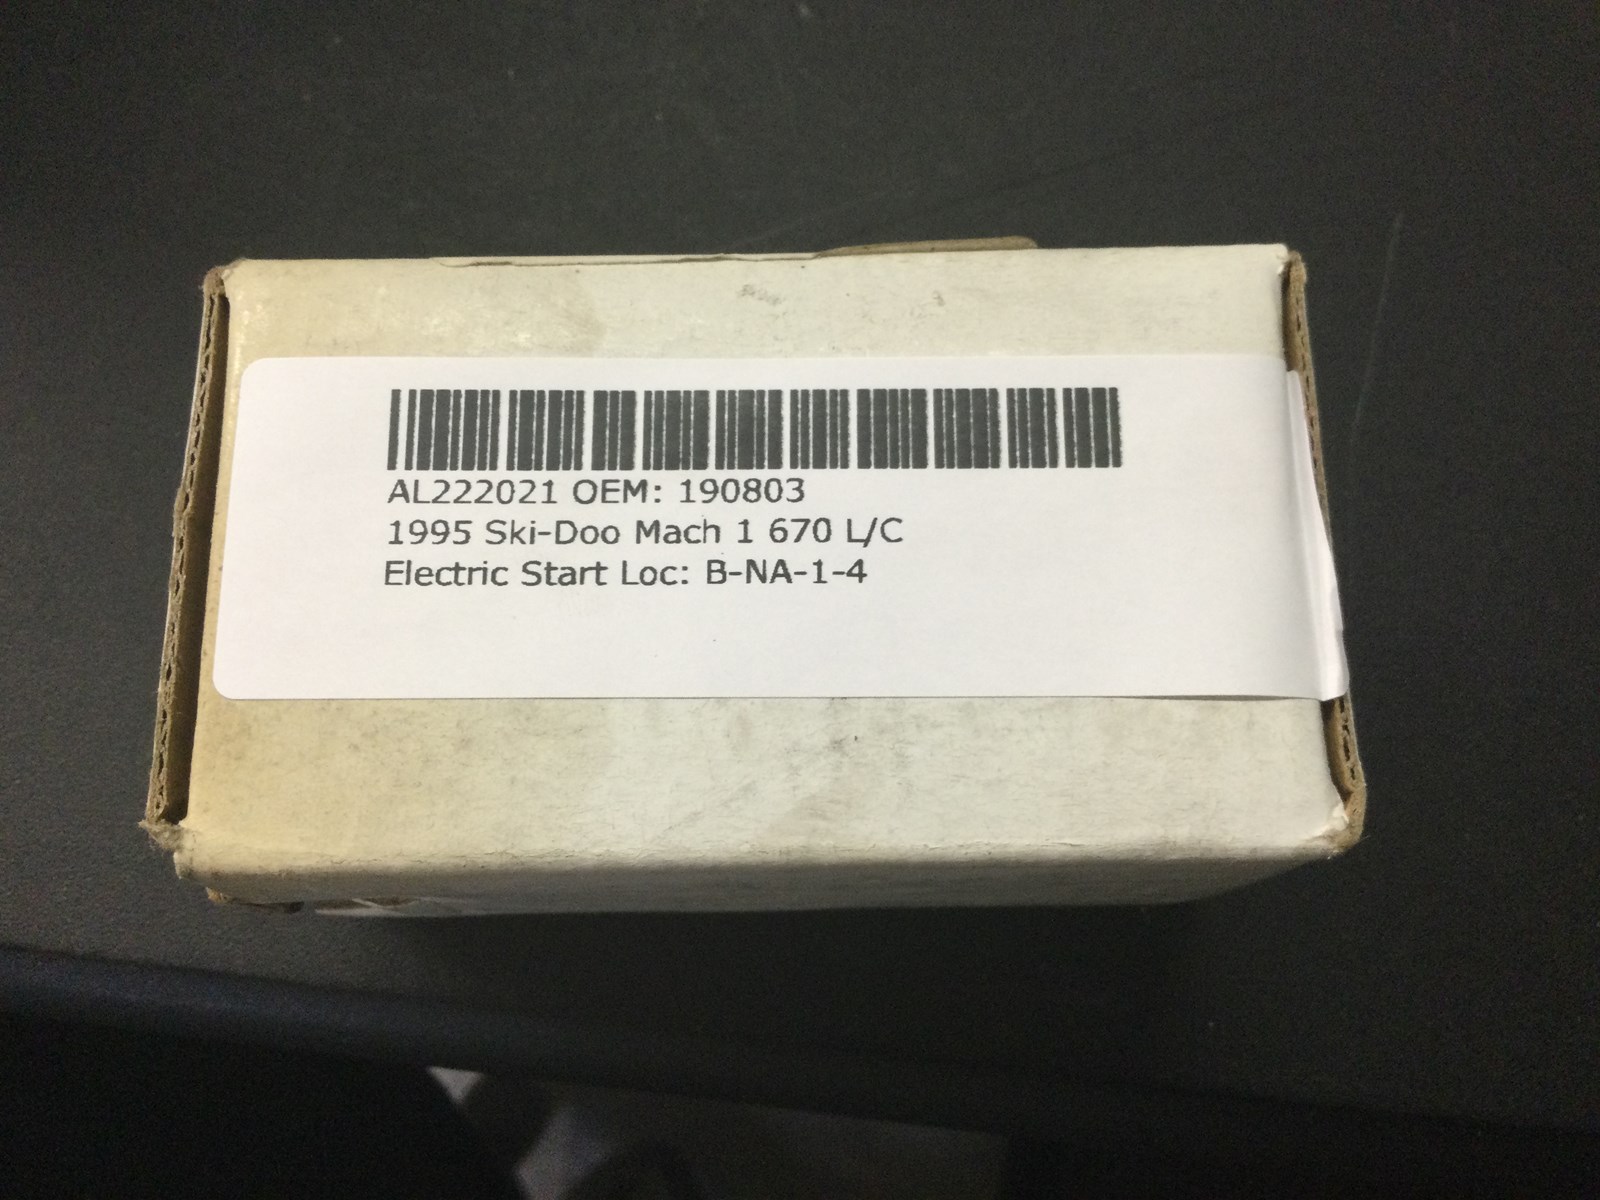 AL222021 OEM: 190803
1995 Ski-Doo Mach 1 670 L/C
Electric Start Loc: B-NA-1-4